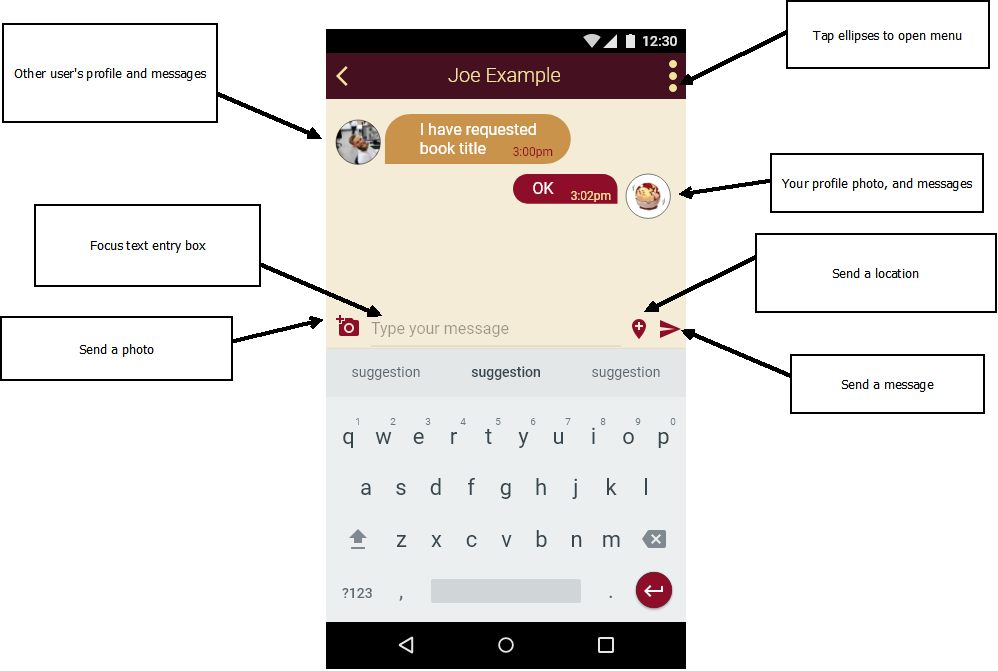 Other user's profile and messages
Tap ellipses to open menu
12:30
Joe Example
I have requested
book title 3:00pm
OK 3:02pm
Your profile photo, and messages
Focus text entry box
Send a location
Send a photo
Type your message
Send a message
suggestion suggestion suggestion
1 2 3 4 5 6 7 8 9 0
q w e r t y u i o p
a s d f g h j k l
z x c v b n m
?123 , .